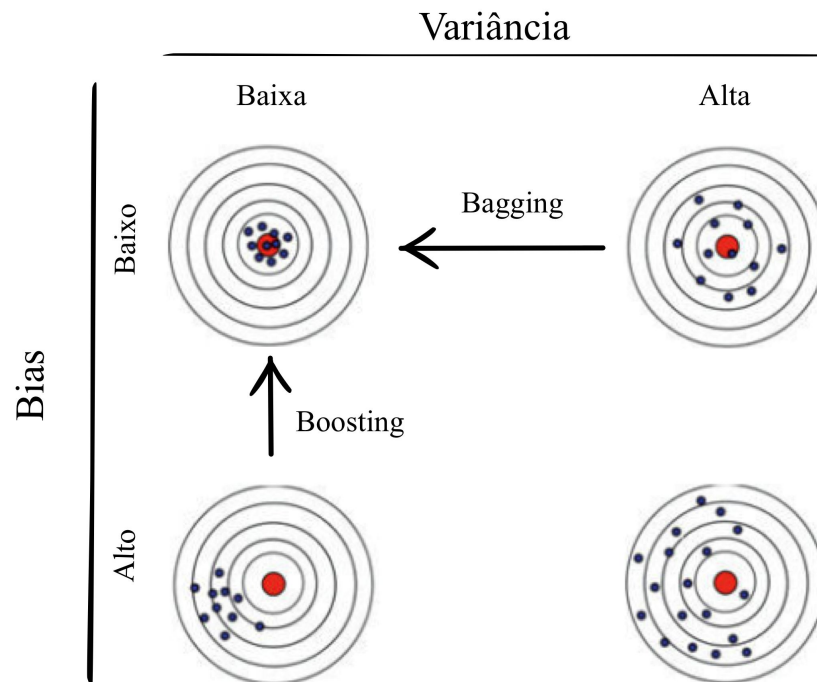 Variância
Baixa
Alta
Baixo
Bagging
Bias
Boosting
Alto